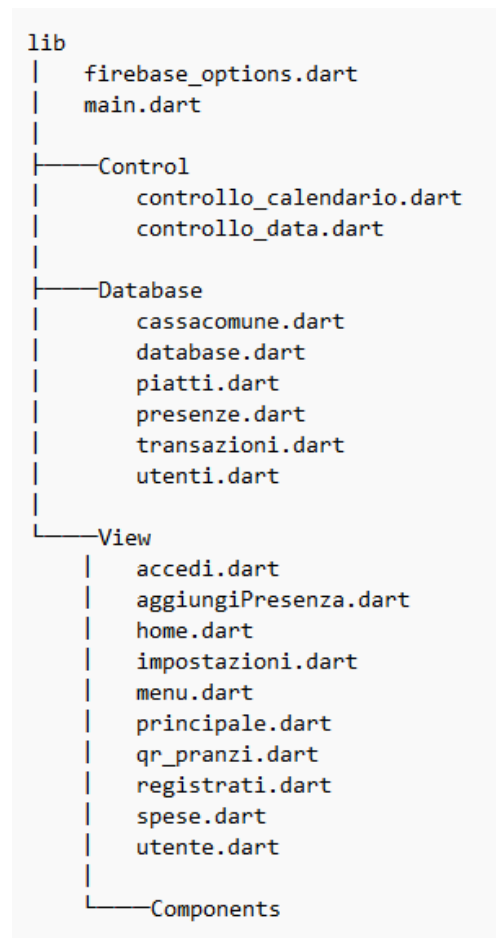 lib
│ firebase_options.dart
│ main.dart
│
├───Control
│ controllo_calendario.dart
│ controllo_data.dart
│
├───Database
│ cassacomune.dart
│ database.dart
│ piatti.dart
│ presenze.dart
│ transazioni.dart
│ utenti.dart
│
└───View
│ accedi.dart
│ aggiungiPresenza.dart
│ home.dart
│ impostazioni.dart
│ menu.dart
│ principale.dart
│ qr_pranzi.dart
│ registrati.dart
│ spese.dart
│ utente.dart
│
└───Components